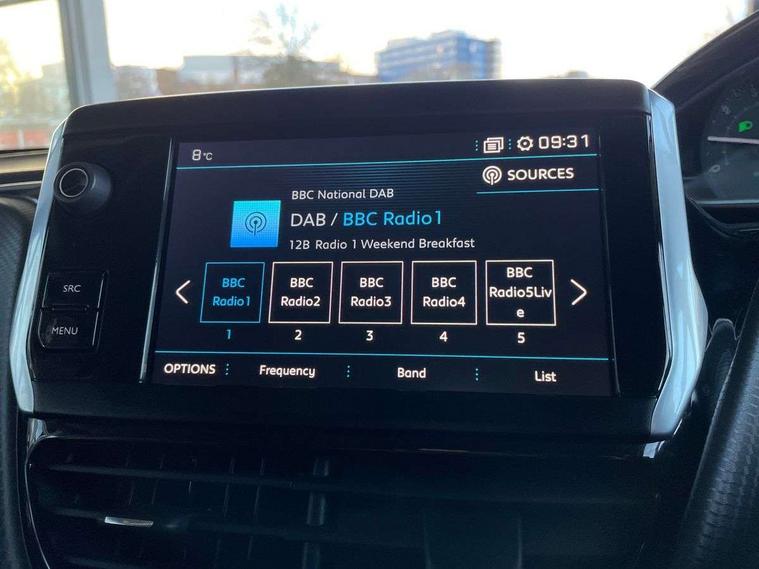 8°C
09:31
SOURCES
BBC National DAB
DAB / BBC Radio1
12B Radio 1 Weekend Breakfast
BBC
Radio1
BBC
Radio2
BBC
Radio3
BBC
Radio4
BBC
Radio5Liv
e
1
2
3
4
5
OPTIONS
Frequency
Band
List
SRC
MENU